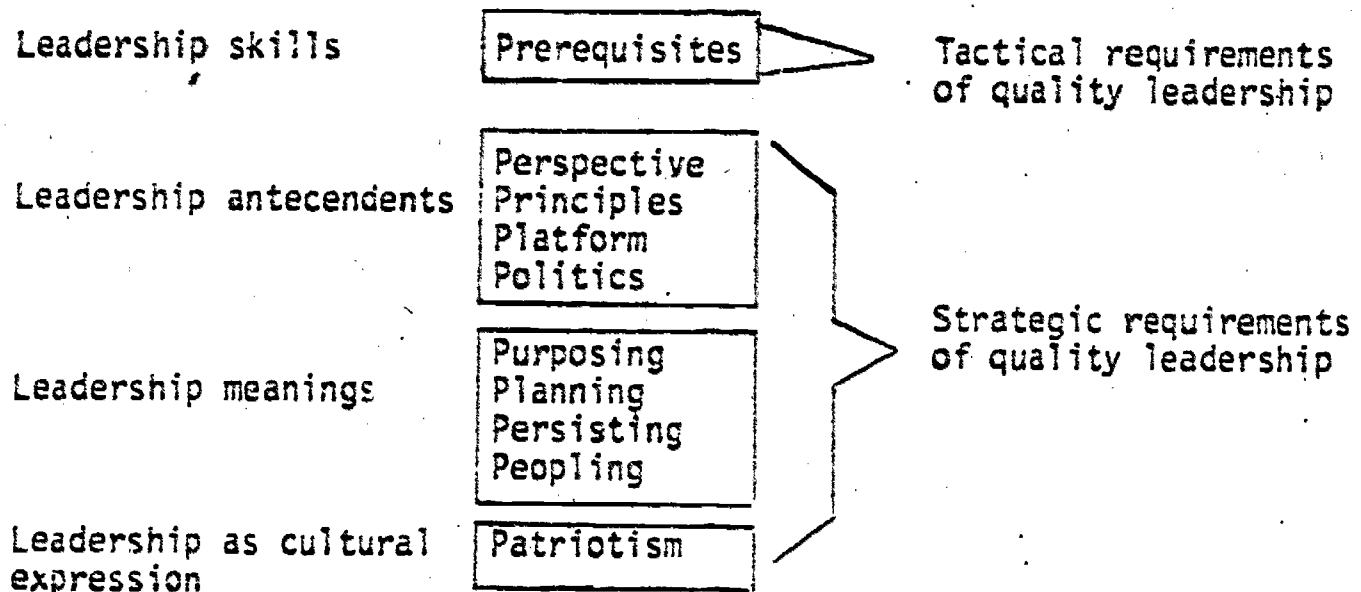 Leadership skills
Prerequisites
Tactical requirements
of quality leadership
Leadership antecendents
Perspective
Principles
Platform
Politics
Strategic requirements
of quality leadership
Leadership meanings
Purposing
Planning
Persisting
Peopling
Leadership as cultural
expression
Patriotism